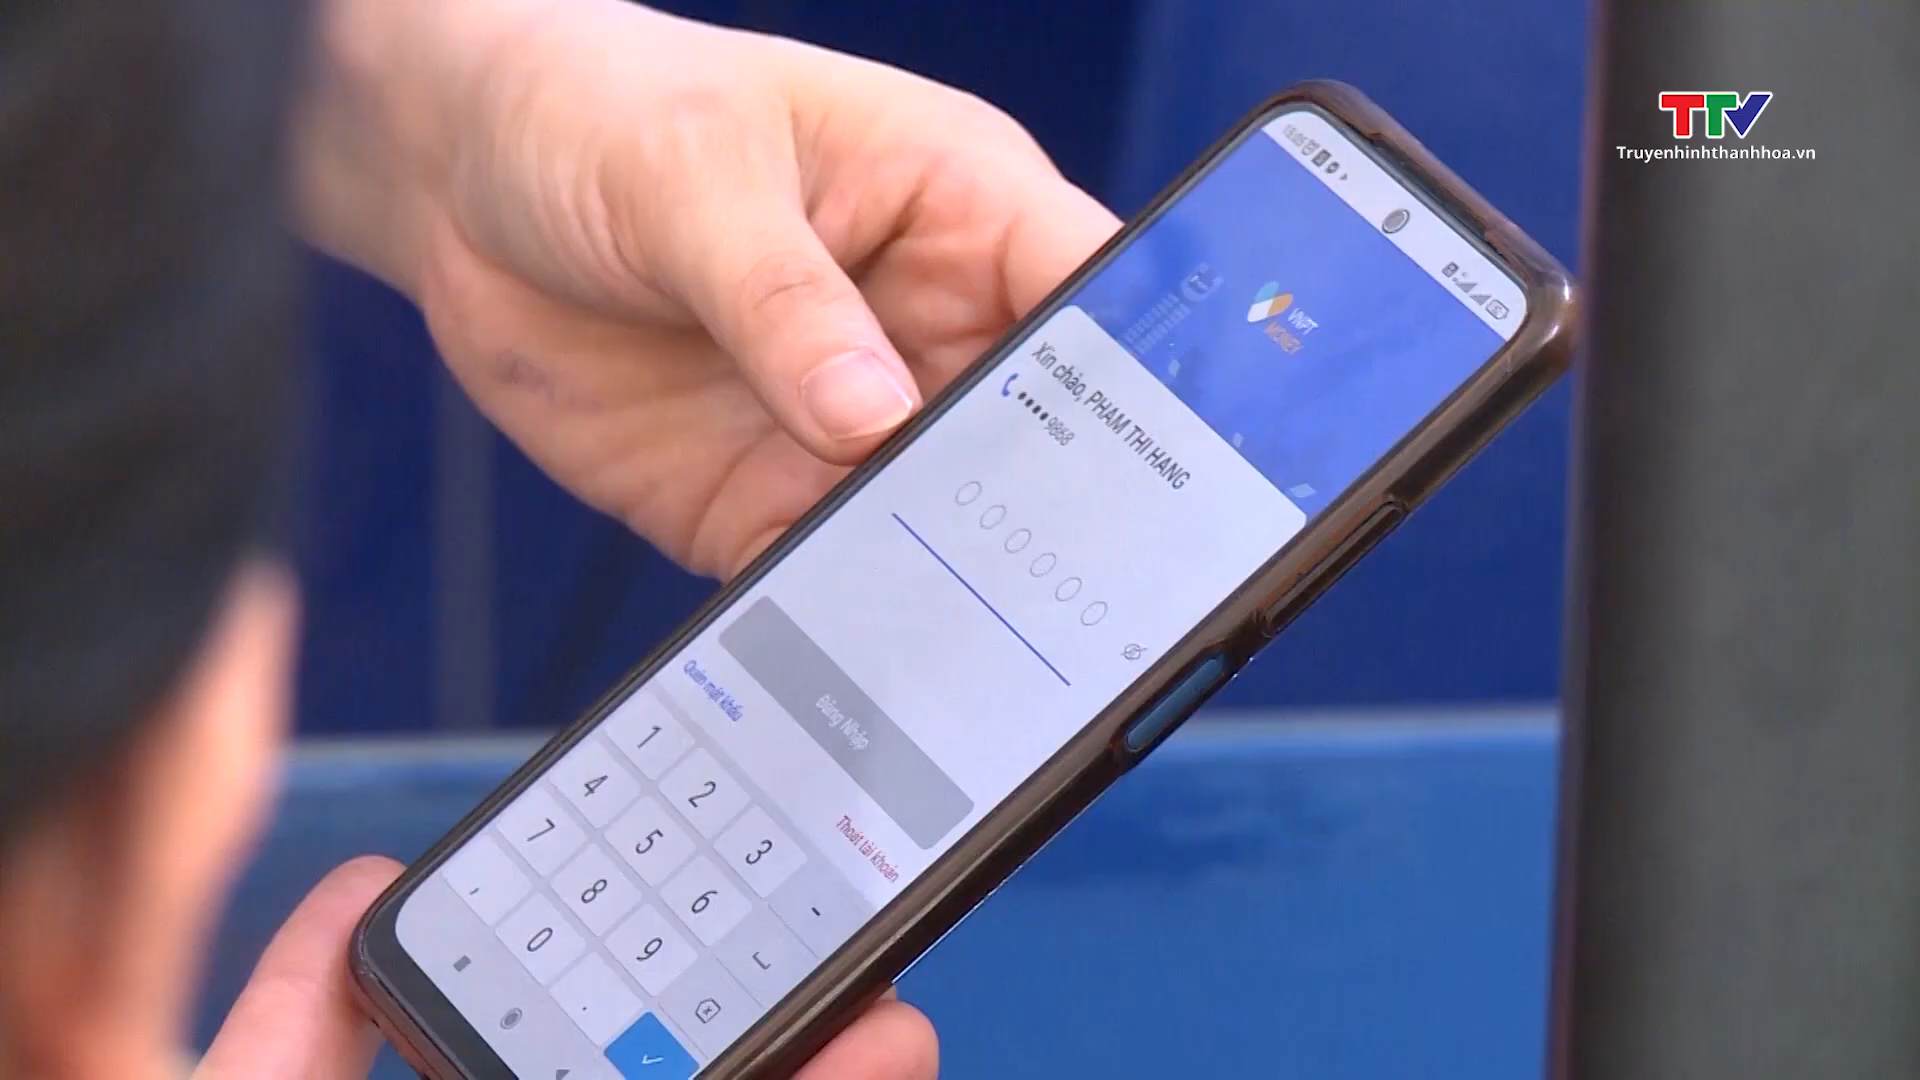 TTV
Truyenhinhthanhhoa.vn
VNPT
MONEY
Xin chào, PHAM THI HANG
••••9868
Đăng Nhập
Quên mật khẩu
Thoát tài khoản
1 2 3 -
4 5 6
7 8 9
, 0 .